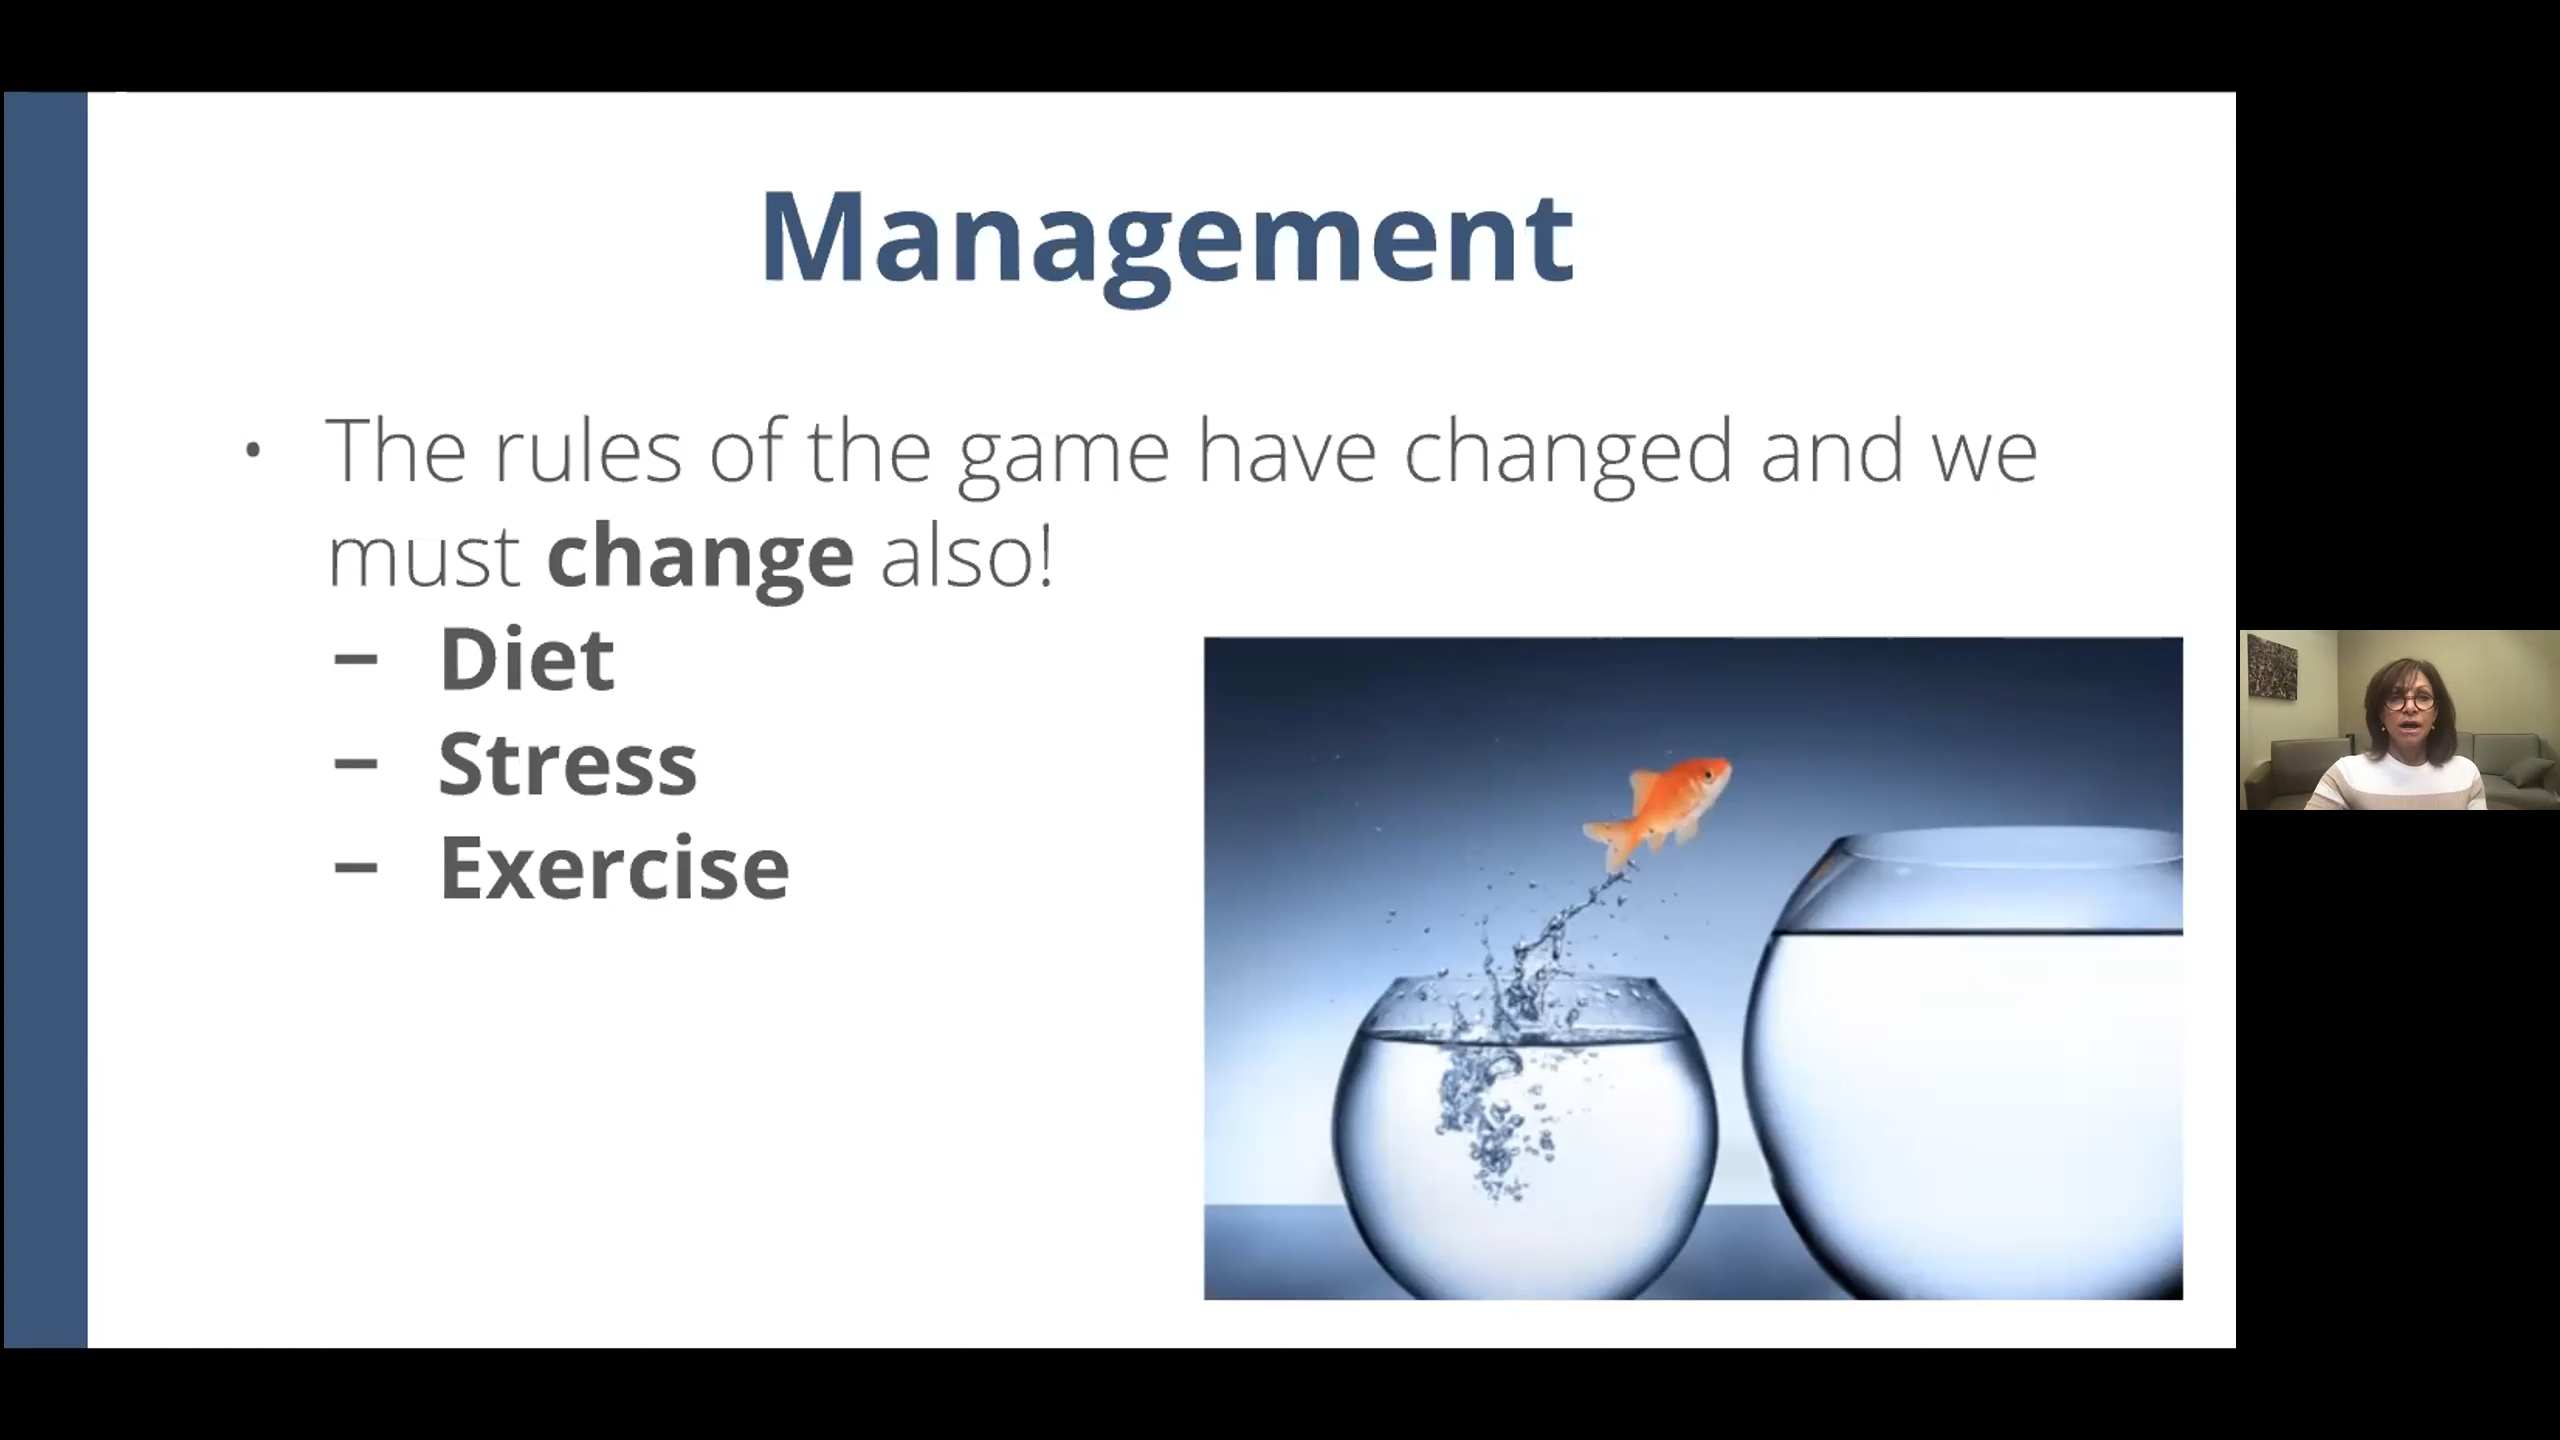 Management
• The rules of the game have changed and we
must change also!
– Diet
– Stress
– Exercise